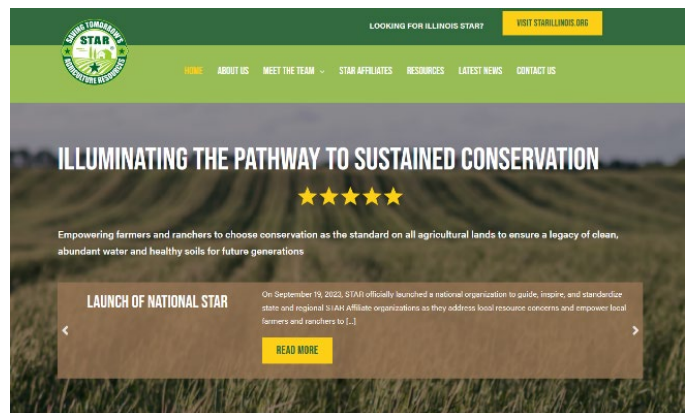 LOOKING FOR ILLINOIS STAR?
VISIT STARILLINOIS.ORG
SAVING TOMORROW'S
STAR
AGRICULTURE RESOURCES
HOME ABOUT US MEET THE TEAM STAR AFFILIATES RESOURCES LATEST NEWS CONTACT US
ILLUMINATING THE PATHWAY TO SUSTAINED CONSERVATION
Empowering farmers and ranchers to choose conservation as the standard on all agricultural lands to ensure a legacy of clean,
abundant water and healthy soils for future generations
LAUNCH OF NATIONAL STAR
On September 19, 2023, STAR officially launched a national organization to guide, inspire, and standardize
state and regional STAR Affiliate organizations as they address local resource concerns and empower local
farmers and ranchers to [...]
READ MORE